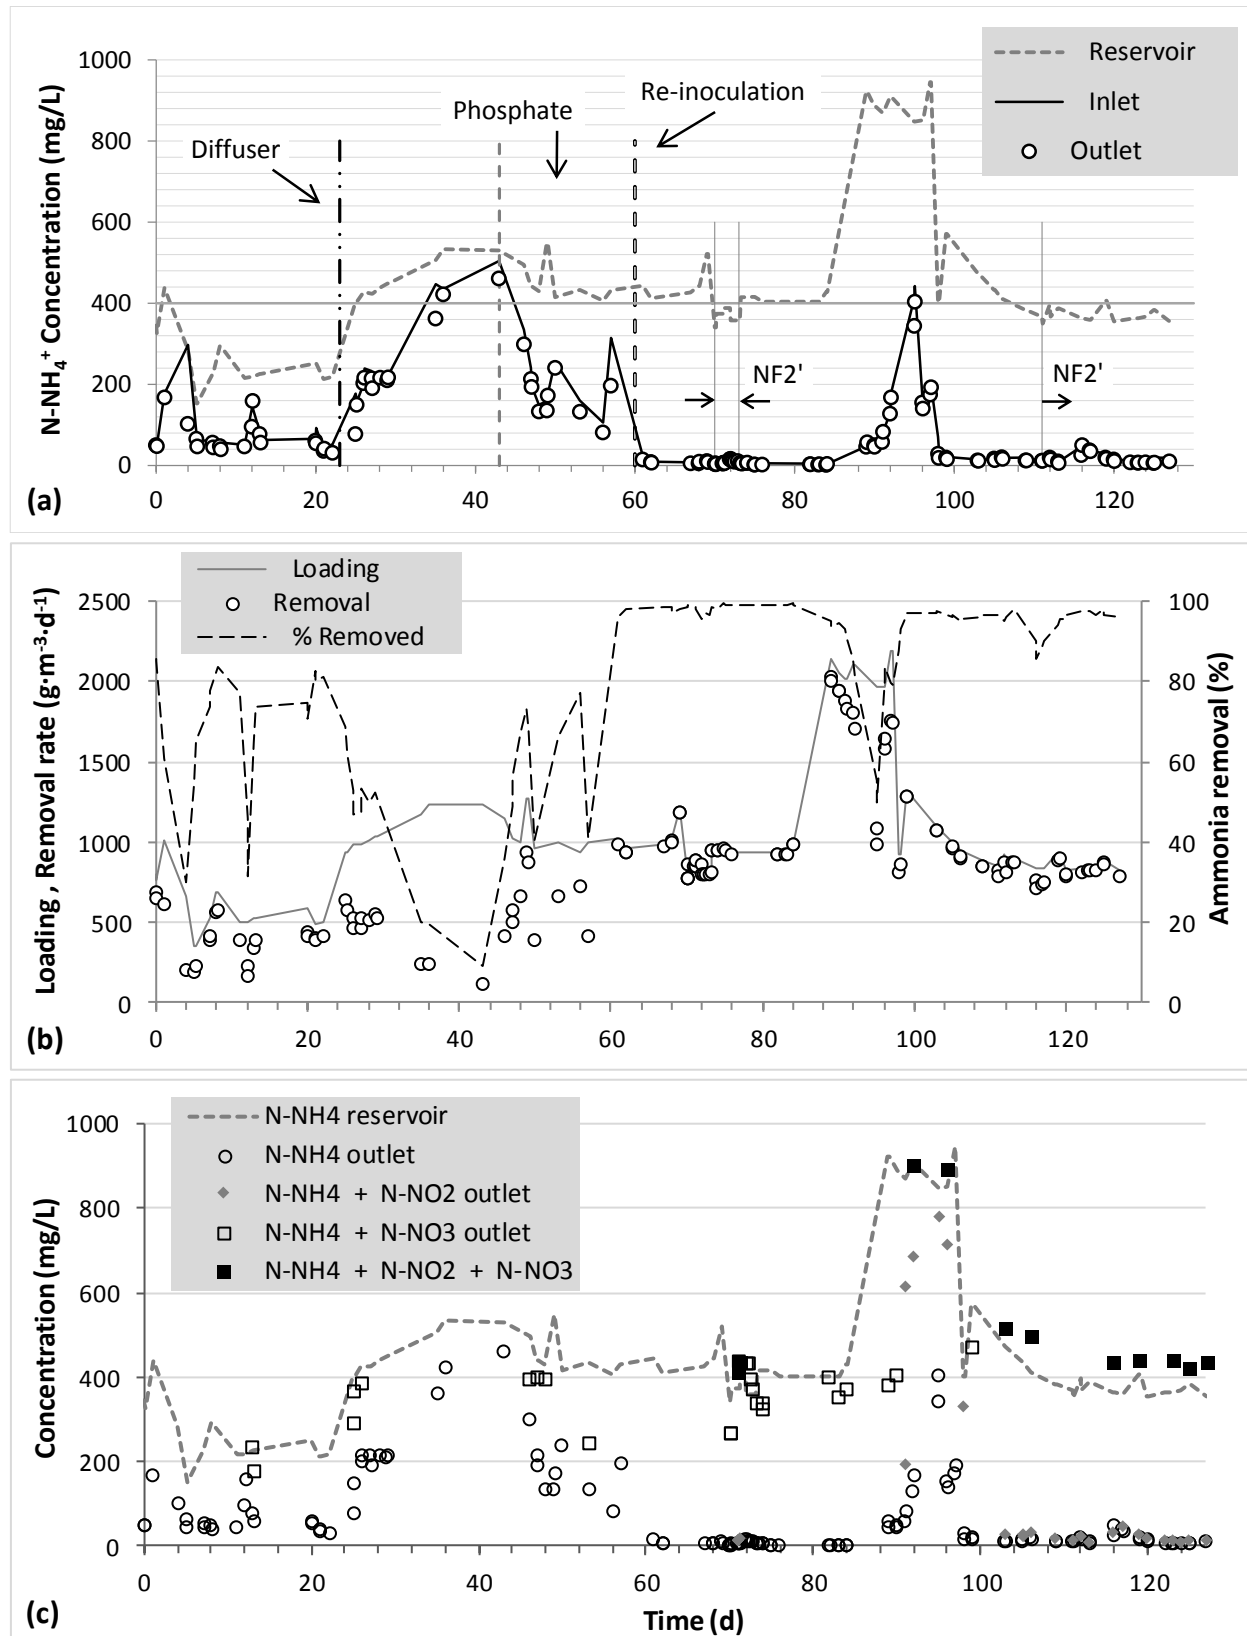 Reservoir
Inlet
Outlet
Re-inoculation
Phosphate
Diffuser
NF2'
NF2'
N-NH₄⁺ Concentration (mg/L)
1000
800
600
400
200
0
0 20 40 60 80 100 120
(a)
Loading
Removal
% Removed
Loading , Removal rate (g·m⁻³·d⁻¹)
2500
2000
1500
1000
500
0
100
80
60
40
20
0
Ammonia removal (%)
0 20 40 60 80 100 120
(b)
N-NH4 reservoir
N-NH4 outlet
N-NH4 + N-NO2 outlet
N-NH4 + N-NO3 outlet
N-NH4 + N-NO2 + N-NO3
Concentration (mg/L)
1000
800
600
400
200
0
0 20 40 60 80 100 120
Time (d)
(c)